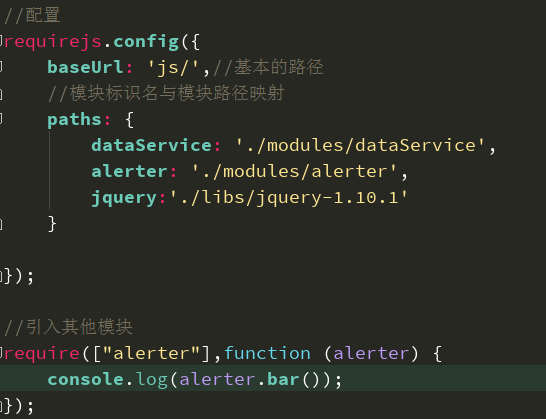 //配置
requirejs.config({
baseUrl: 'js/',//基本的路径
//模块标识名与模块路径映射
paths: {
dataService: './modules/dataService',
alerter: './modules/alerter',
jquery:'./libs/jquery-1.10.1'
}
});
//引入其他模块
require(["alerter"],function (alerter) {
console.log(alerter.bar());
});